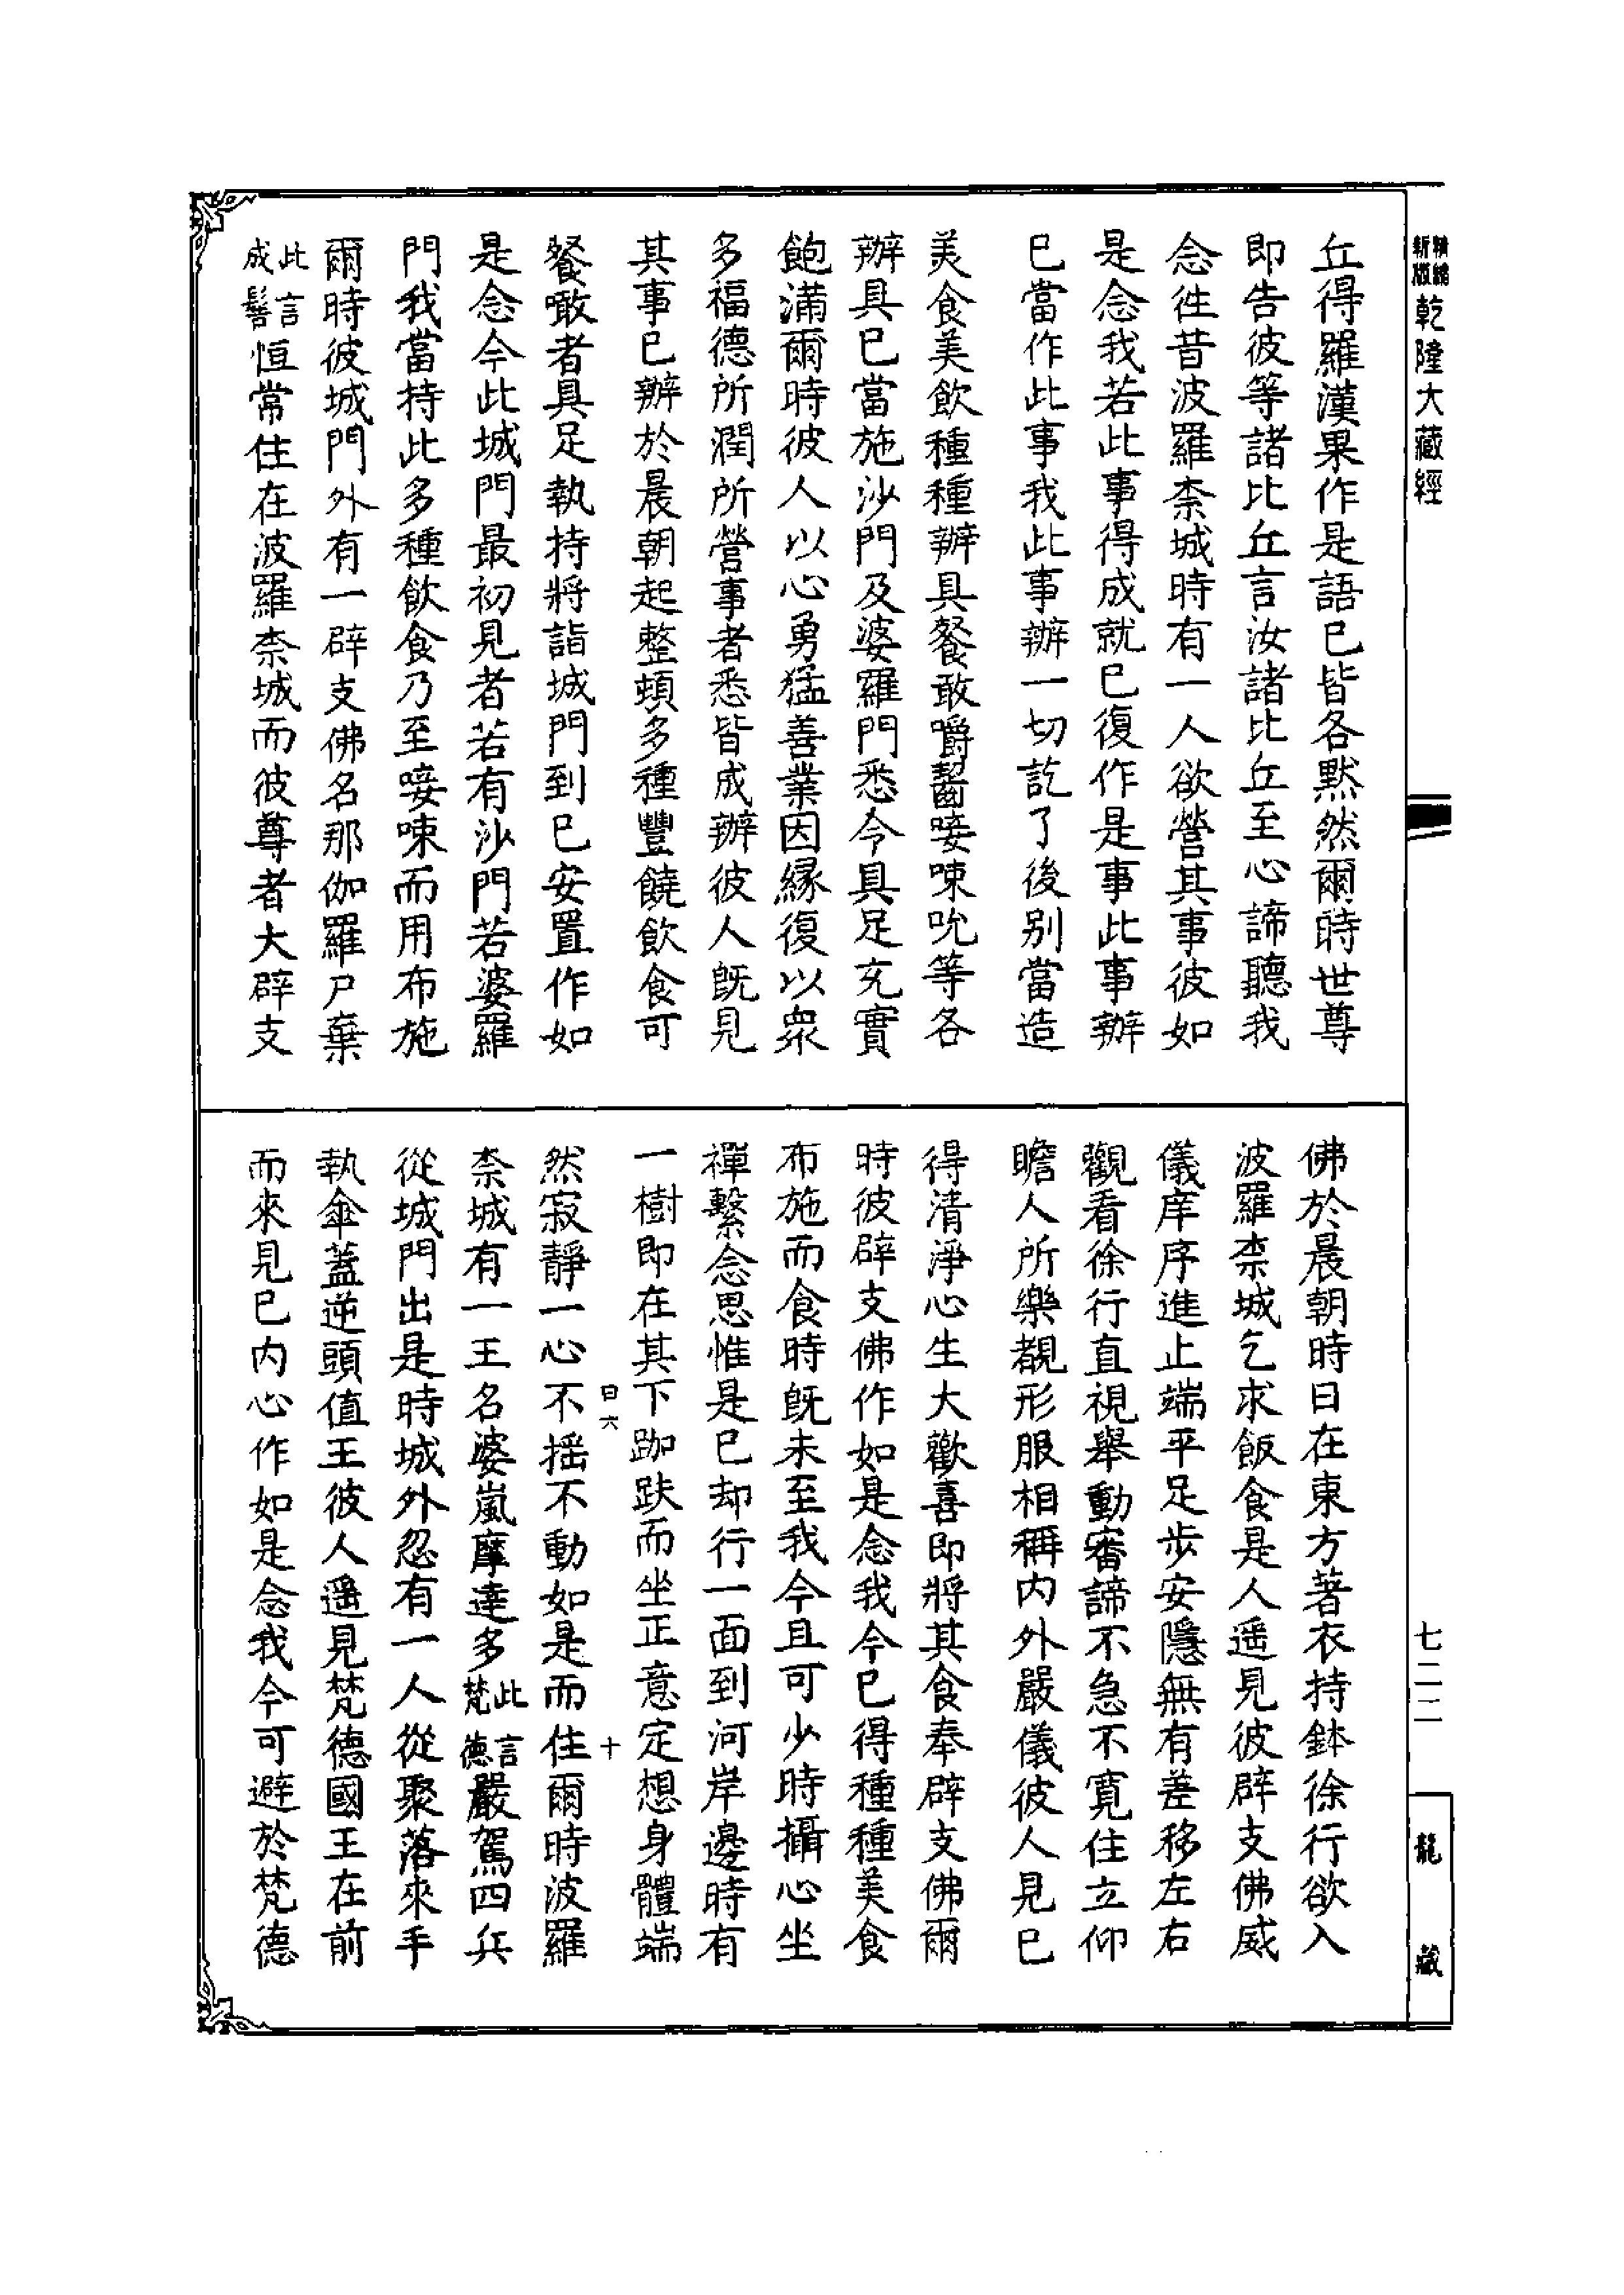 精縮新版乾隆大藏經
丘得羅漢果作是語已皆各默然爾時世尊
即告彼等諸比丘言汝諸比丘至心諦聽我
念徃昔波羅柰城時有一人欲營其事彼如
是念我若此事得成就已復作是事此事辦
已當作此事我此事辦一切訖了後別當造
美食美飲種種辦具餐敢嚼齧唼㖨吮等各
辦具已當施沙門及婆羅門悉令具足充實
飽滿爾時彼人以心勇猛善業因緣復以衆
多福德所潤所營事者悉皆成辦彼人旣見
其事已辦於晨朝起整頓多種豐饒飲食可
餐噉者具足執持將詣城門到已安置作如
是念今此城門最初見者若有沙門若婆羅
門我當持此多種飲食乃至唼㖨而用布施
爾時彼城門外有一辟支佛名那伽羅尸棄
此言成髻恒常住在波羅柰城而彼尊者大辟支
佛於晨朝時日在東方著衣持鉢徐行欲入
波羅柰城乞求飯食是人遥見彼辟支佛威
儀庠序進止端平足步安隱無有差移左右
觀看徐行直視舉動審諦不急不寬住立仰
瞻人所樂覩形服相稱内外嚴儀彼人見已
得清淨心生大歡喜即將其食奉辟支佛爾
時彼辟支佛作如是念我今已得種種美食
布施而食時旣未至我今且可少時攝心坐
禪繫念思惟是已却行一面到河岸邊時有
一樹即在其下跏趺而坐正意定想身體端
曰六 十
然寂靜一心不摇不動如是而住爾時波羅
柰城有一王名婆嵐摩達多此言梵德嚴駕四兵
從城門出是時城外忽有一人從聚落來手
執傘蓋逆頭值王彼人遥見梵德國王在前
而來見已内心作如是念我今可避於梵德
七二二
龍藏